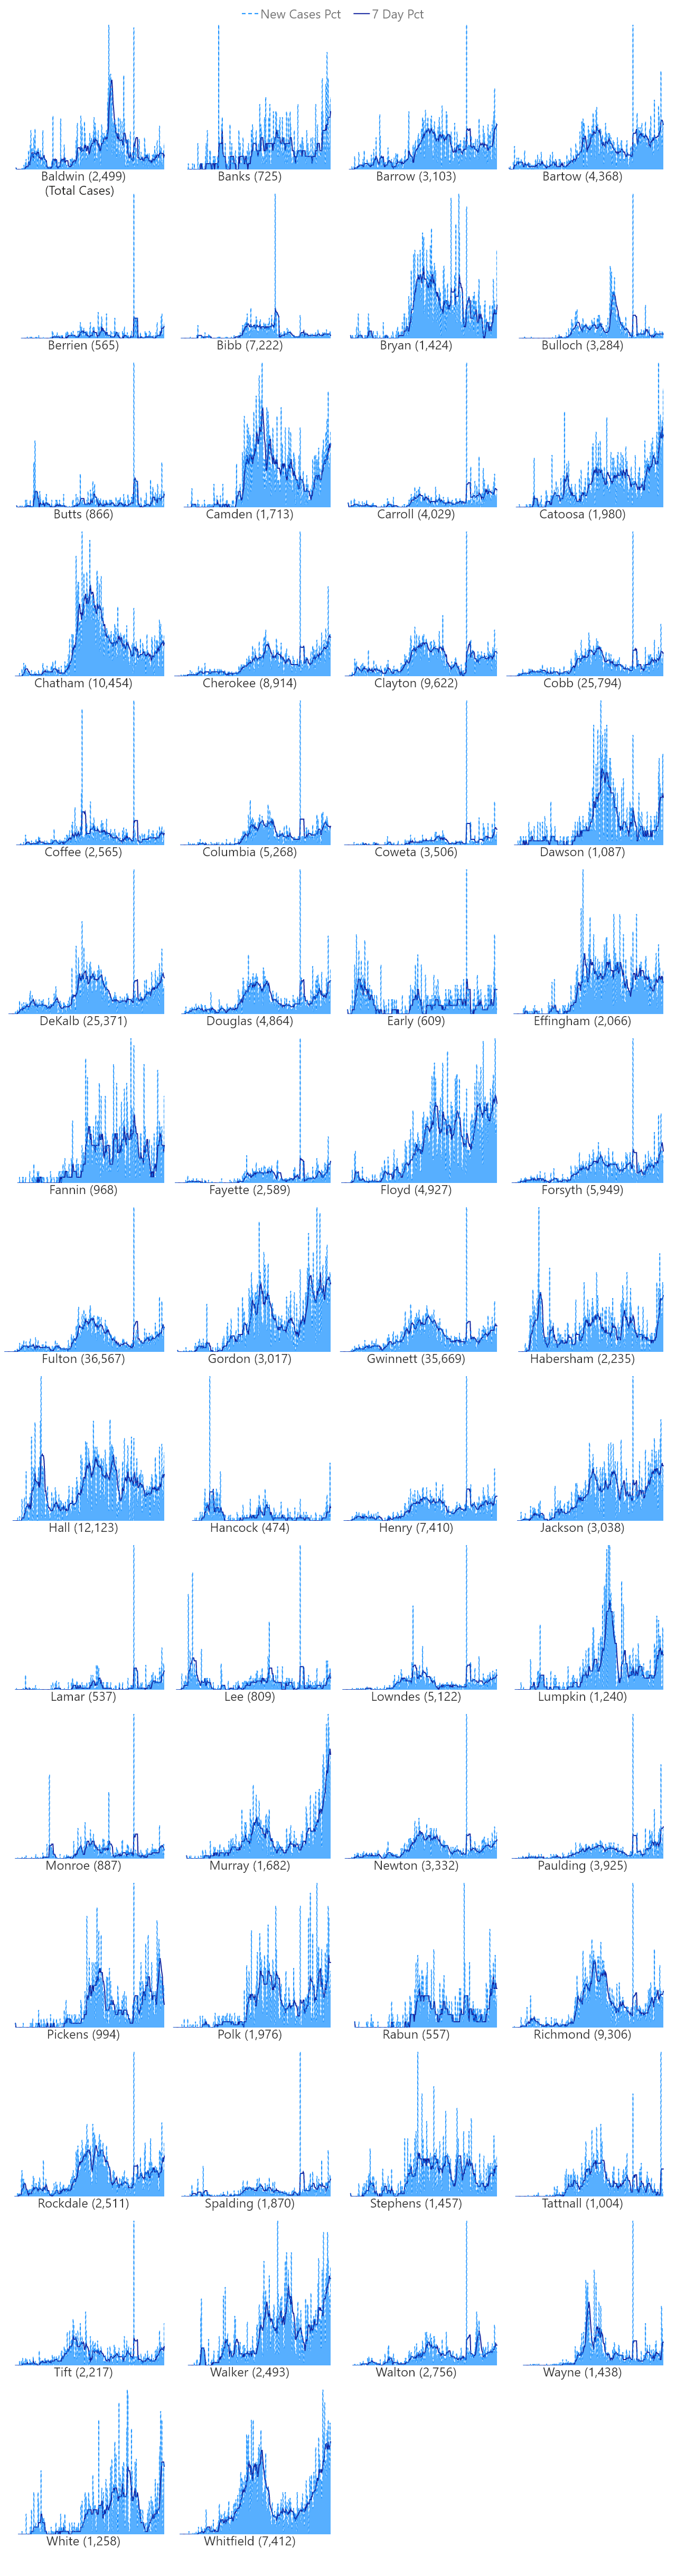 New Cases Pct 7 Day Pct
Baldwin (2,499) Banks (725) Barrow (3,103) Bartow (4,368)
(Total Cases)
Berrien (565) Bibb (7,222) Bryan (1,424) Bulloch (3,284)
Butts (866) Camden (1,713) Carroll (4,029) Catoosa (1,980)
Chatham (10,454) Cherokee (8,914) Clayton (9,622) Cobb (25,794)
Coffee (2,565) Columbia (5,268) Coweta (3,506) Dawson (1,087)
DeKalb (25,371) Douglas (4,864) Early (609) Effingham (2,066)
Fannin (968) Fayette (2,589) Floyd (4,927) Forsyth (5,949)
Fulton (36,567) Gordon (3,017) Gwinnett (35,669) Habersham (2,235)
Hall (12,123) Hancock (474) Henry (7,410) Jackson (3,038)
Lamar (537) Lee (809) Lowndes (5,122) Lumpkin (1,240)
Monroe (887) Murray (1,682) Newton (3,332) Paulding (3,925)
Pickens (994) Polk (1,976) Rabun (557) Richmond (9,306)
Rockdale (2,511) Spalding (1,870) Stephens (1,457) Tattnall (1,004)
Tift (2,217) Walker (2,493) Walton (2,756) Wayne (1,438)
White (1,258) Whitfield (7,412)